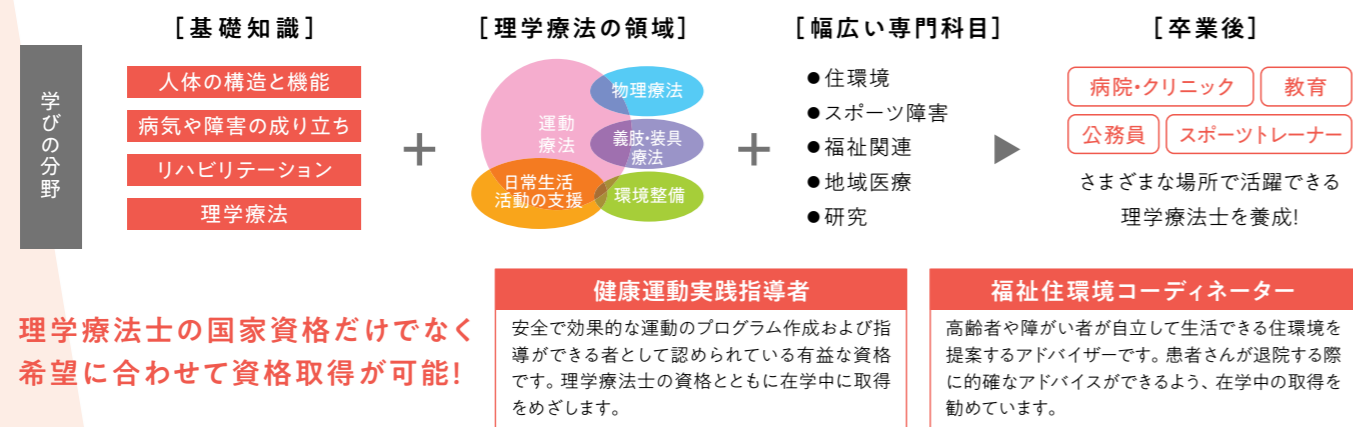 学びの分野
[基礎知識]
人体の構造と機能
病気や障害の成り立ち
リハビリテーション
理学療法
+
[理学療法の領域]
運動
療法
物理療法
義肢・装具
療法
日常生活
活動の支援
環境整備
+
[幅広い専門科目]
●住環境
●スポーツ障害
●福祉関連
●地域医療
●研究
▶
[卒業後]
病院・クリニック
教育
公務員
スポーツトレーナー
さまざまな場所で活躍できる
理学療法士を養成!
理学療法士の国家資格だけでなく
希望に合わせて資格取得が可能!
健康運動実践指導者
安全で効果的な運動のプログラム作成および指
導ができる者として認められている有益な資格
です。理学療法士の資格とともに在学中に取得
をめざします。
福祉住環境コーディネーター
高齢者や障がい者が自立して生活できる住環境を
提案するアドバイザーです。患者さんが退院する際
に的確なアドバイスができるよう、在学中の取得を
勧めています。